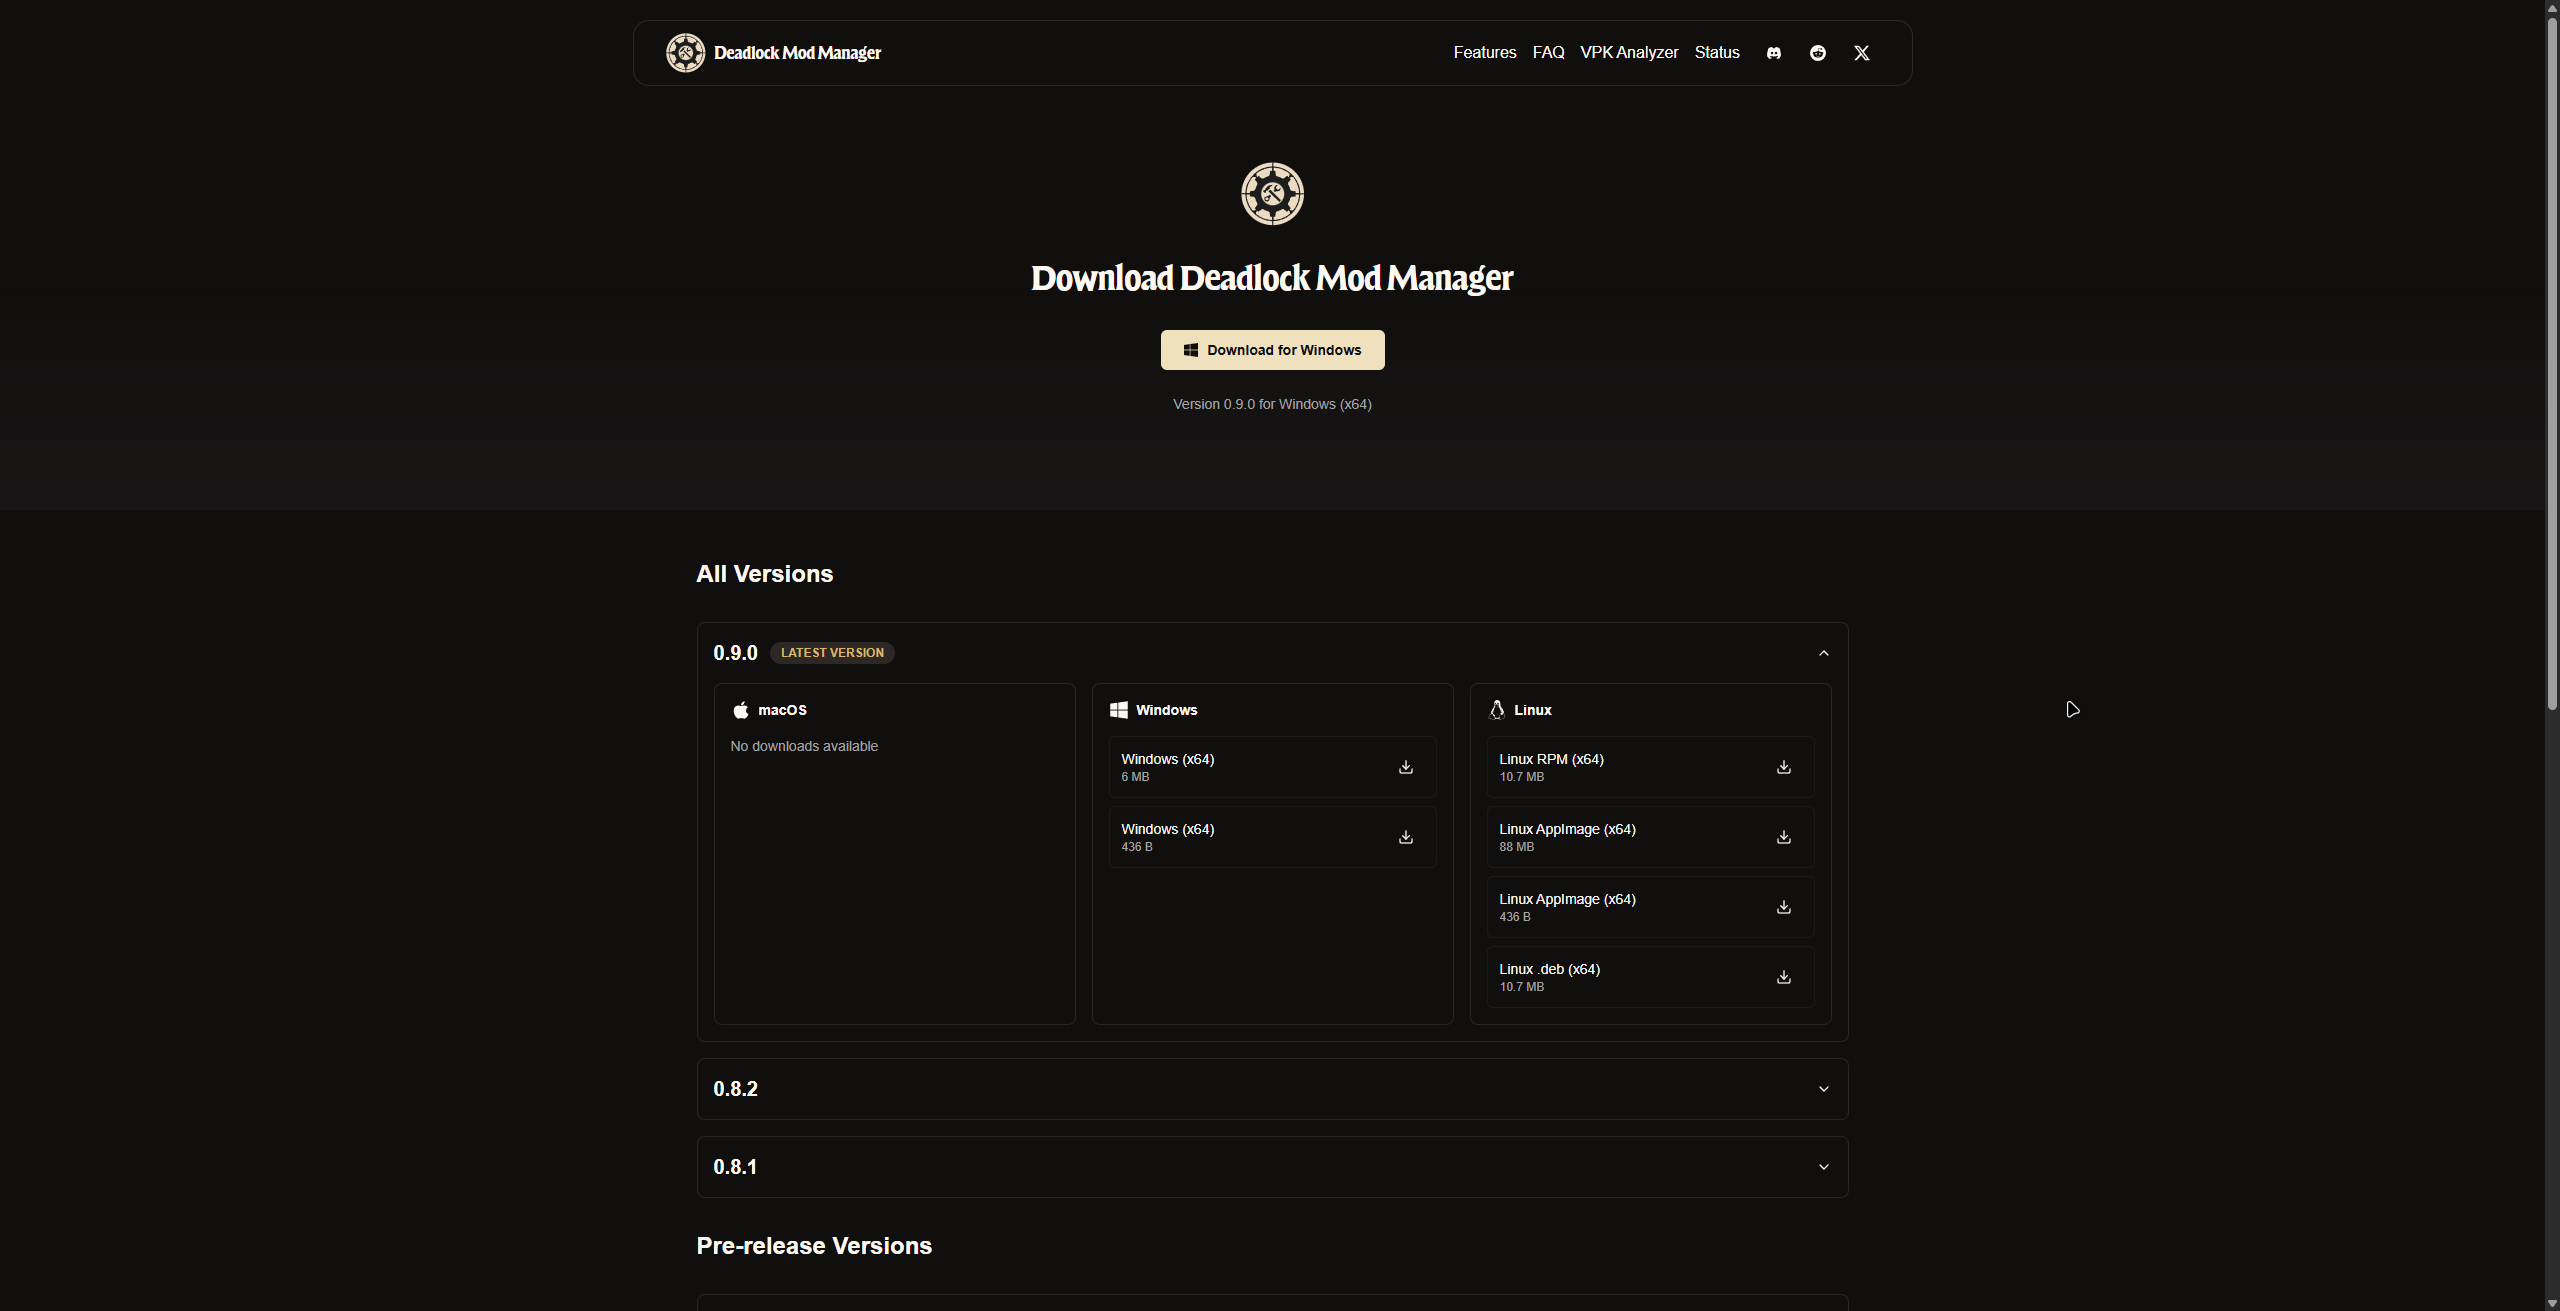 Deadlock Mod Manager
Features FAQ VPK Analyzer Status
Download Deadlock Mod Manager
Download for Windows
Version 0.9.0 for Windows (x64)
All Versions
0.9.0 LATEST VERSION
macOS
No downloads available
Windows
Windows (x64)
6 MB
Windows (x64)
436 B
Linux
Linux RPM (x64)
10.7 MB
Linux AppImage (x64)
88 MB
Linux AppImage (x64)
436 B
Linux .deb (x64)
10.7 MB
0.8.2
0.8.1
Pre-release Versions